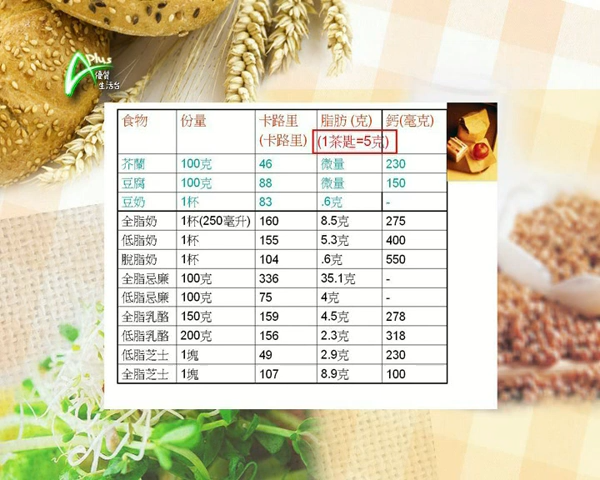 A Plus
優質
生活台
食物 份量 卡路里 脂肪 (克) 鈣(毫克)
(卡路里) (1茶匙=5克)
芥蘭 100克 46 微量 230
豆腐 100克 88 微量 150
豆奶 1杯 83 .6克 -
全脂奶 1杯(250毫升) 160 8.5克 275
低脂奶 1杯 155 5.3克 400
脫脂奶 1杯 104 .6克 550
全脂忌廉 100克 336 35.1克 -
低脂忌廉 100克 75 4克 -
全脂乳酪 150克 159 4.5克 278
低脂乳酪 200克 156 2.3克 318
低脂芝士 1塊 49 2.9克 230
全脂芝士 1塊 107 8.9克 100